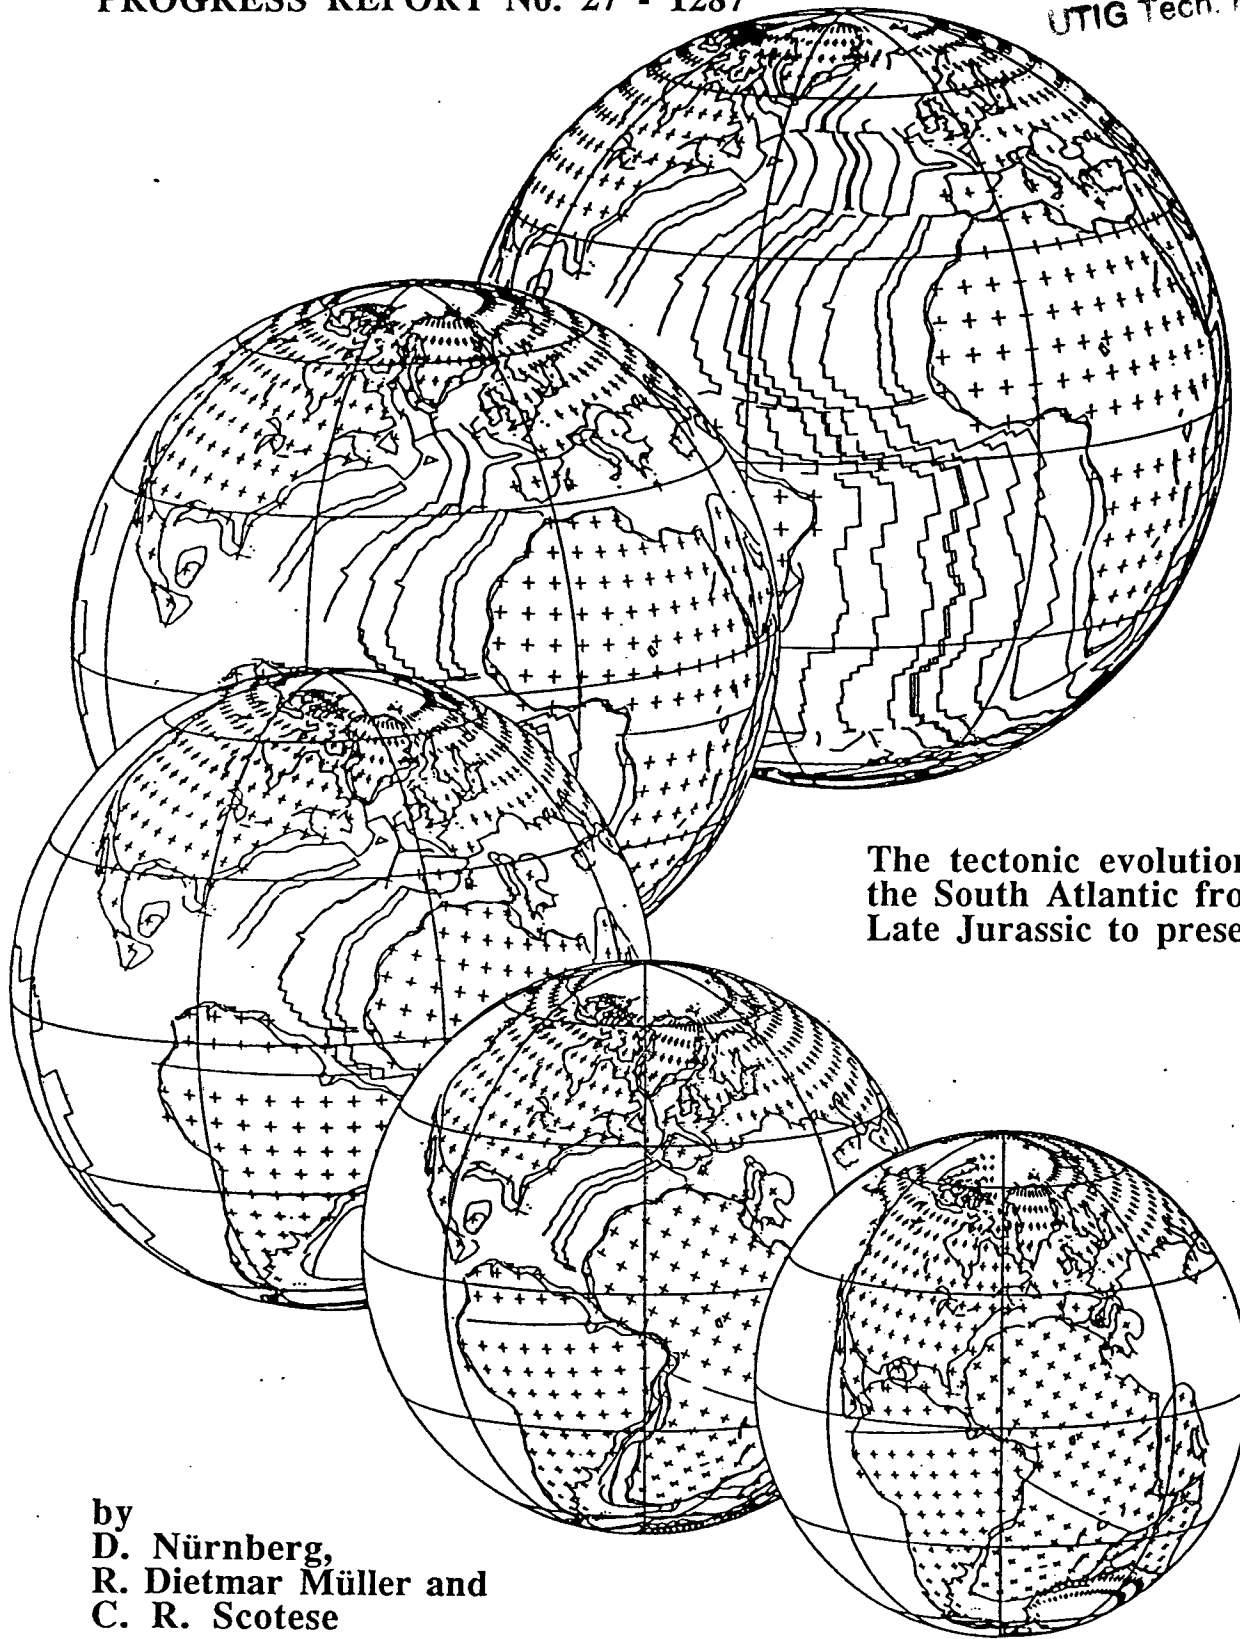 PROGRESS REPORT No. 27 - 1287
UTIG Tech.
The tectonic evolution
the South Atlantic fro
Late Jurassic to prese
by
D. Nürnberg,
R. Dietmar Müller and
C. R. Scotese